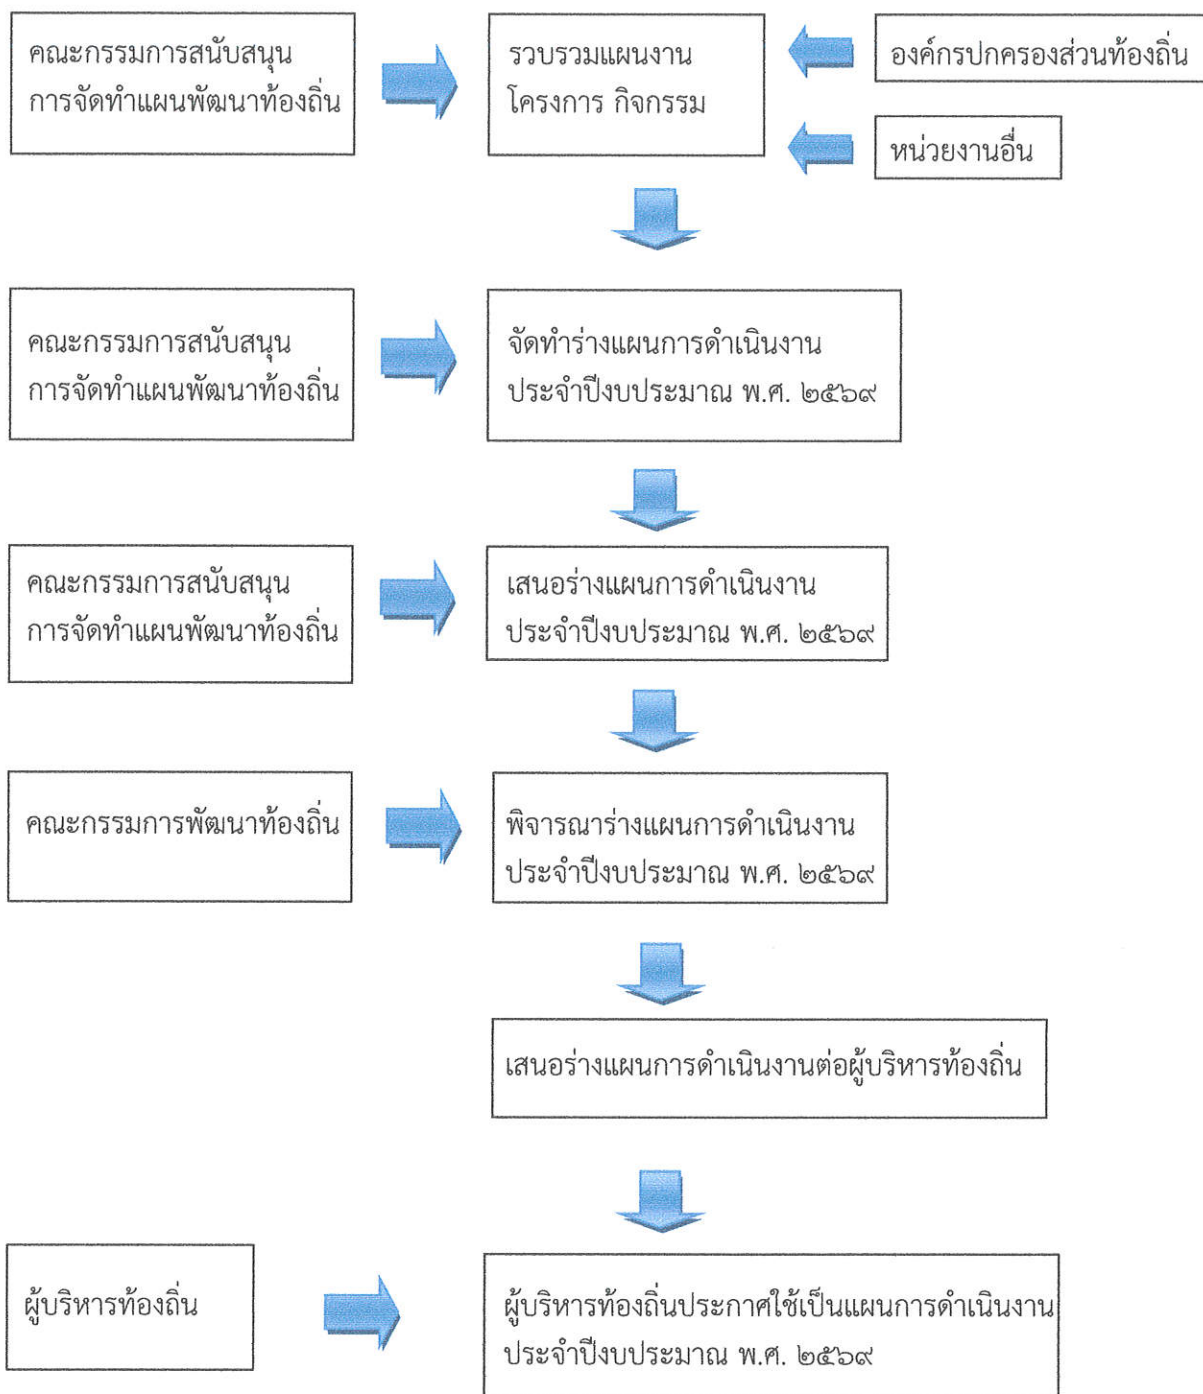 คณะกรรมการสนับสนุน
การจัดทำแผนพัฒนาท้องถิ่น
รวบรวมแผนงาน
โครงการ กิจกรรม
องค์กรปกครองส่วนท้องถิ่น
หน่วยงานอื่น
คณะกรรมการสนับสนุน
การจัดทำแผนพัฒนาท้องถิ่น
จัดทำร่างแผนการดำเนินงาน
ประจำปีงบประมาณ พ.ศ. ๒๕๖๙
คณะกรรมการสนับสนุน
การจัดทำแผนพัฒนาท้องถิ่น
เสนอร่างแผนการดำเนินงาน
ประจำปีงบประมาณ พ.ศ. ๒๕๖๙
คณะกรรมการพัฒนาท้องถิ่น
พิจารณาร่างแผนการดำเนินงาน
ประจำปีงบประมาณ พ.ศ. ๒๕๖๙
เสนอร่างแผนการดำเนินงานต่อผู้บริหารท้องถิ่น
ผู้บริหารท้องถิ่น
ผู้บริหารท้องถิ่นประกาศใช้เป็นแผนการดำเนินงาน
ประจำปีงบประมาณ พ.ศ. ๒๕๖๙